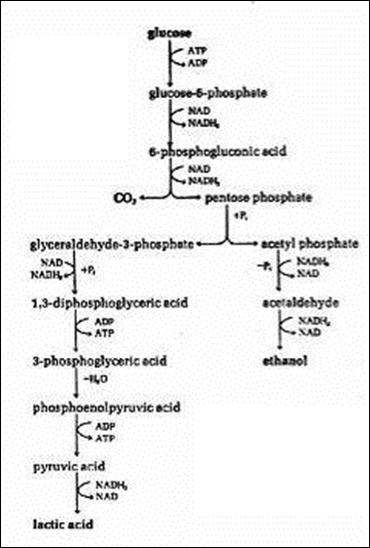 glucose
ATP
ADP
glucose-6-phosphate
NAD
NADH₂
6-phosphogluconic acid
NAD
NADH₂
CO₂ pentose phosphate
+Pᵢ
glyceraldehyde-3-phosphate acetyl phosphate
NAD +Pᵢ −Pᵢ NADH₂
NADH₂ NAD
1,3-diphosphoglyceric acid acetaldehyde
ADP NADH₂
ATP NAD
3-phosphoglyceric acid ethanol
−H₂O
phosphoenolpyruvic acid
ADP
ATP
pyruvic acid
NADH₂
NAD
lactic acid